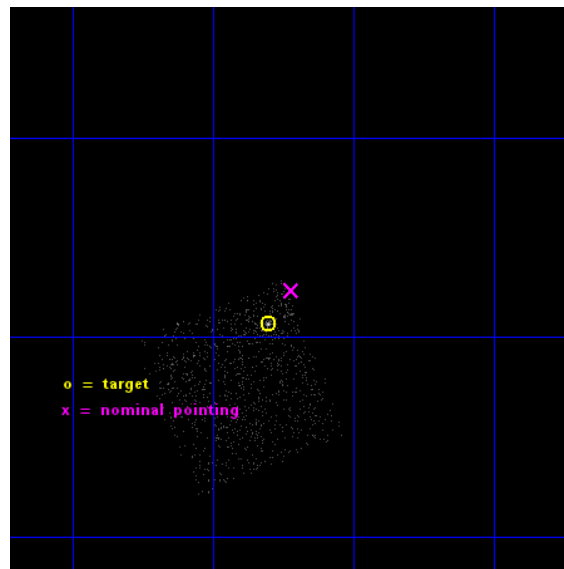 o = target
x = nominal pointing